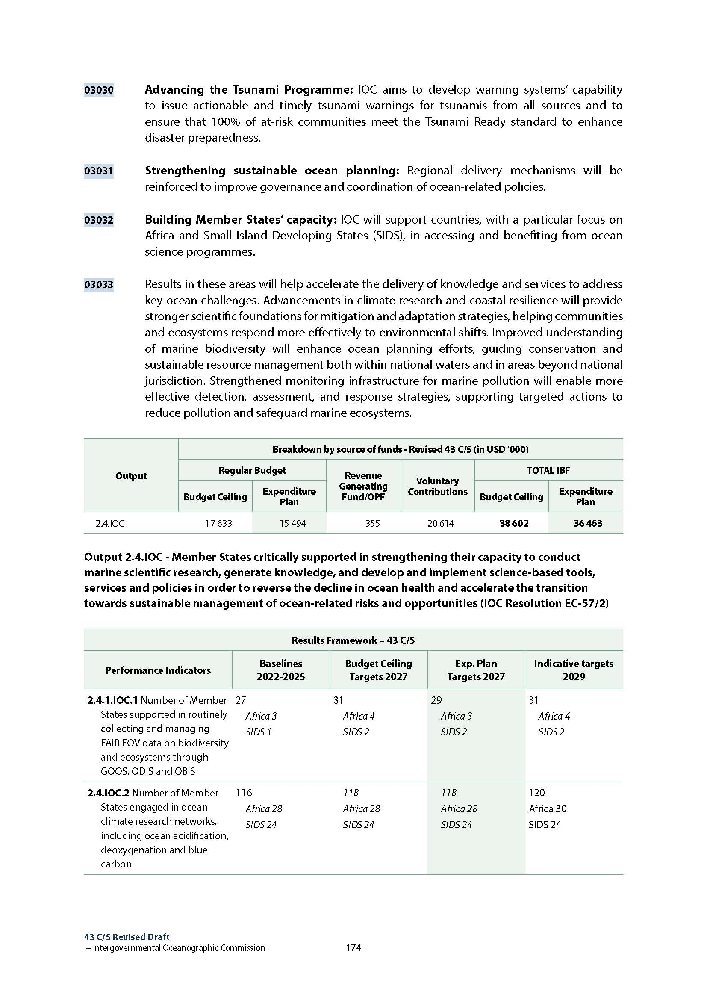 03030 Advancing the Tsunami Programme: IOC aims to develop warning systems’ capability
to issue actionable and timely tsunami warnings for tsunamis from all sources and to
ensure that 100% of at-risk communities meet the Tsunami Ready standard to enhance
disaster preparedness.
03031 Strengthening sustainable ocean planning: Regional delivery mechanisms will be
reinforced to improve governance and coordination of ocean-related policies.
03032 Building Member States’ capacity: IOC will support countries, with a particular focus on
Africa and Small Island Developing States (SIDS), in accessing and benefiting from ocean
science programmes.
03033 Results in these areas will help accelerate the delivery of knowledge and services to address
key ocean challenges. Advancements in climate research and coastal resilience will provide
stronger scientific foundations for mitigation and adaptation strategies, helping communities
and ecosystems respond more effectively to environmental shifts. Improved understanding
of marine biodiversity will enhance ocean planning efforts, guiding conservation and
sustainable resource management both within national waters and in areas beyond national
jurisdiction. Strengthened monitoring infrastructure for marine pollution will enable more
effective detection, assessment, and response strategies, supporting targeted actions to
reduce pollution and safeguard marine ecosystems.
Breakdown by source of funds - Revised 43 C/5 (in USD '000)
Output
Regular Budget
Revenue
Generating
Fund/OPF
Voluntary
Contributions
TOTAL IBF
Budget Ceiling
Expenditure
Plan
Budget Ceiling
Expenditure
Plan
2.4.IOC 17 633 15 494 355 20 614 38 602 36 463
Output 2.4.IOC - Member States critically supported in strengthening their capacity to conduct
marine scientific research, generate knowledge, and develop and implement science-based tools,
services and policies in order to reverse the decline in ocean health and accelerate the transition
towards sustainable management of ocean-related risks and opportunities (IOC Resolution EC-57/2)
Results Framework – 43 C/5
Performance Indicators
Baselines
2022-2025
Budget Ceiling
Targets 2027
Exp. Plan
Targets 2027
Indicative targets
2029
2.4.1.IOC.1 Number of Member
States supported in routinely
collecting and managing
FAIR EOV data on biodiversity
and ecosystems through
GOOS, ODIS and OBIS
27
Africa 3
SIDS 1
31
Africa 4
SIDS 2
29
Africa 3
SIDS 2
31
Africa 4
SIDS 2
2.4.IOC.2 Number of Member
States engaged in ocean
climate research networks,
including ocean acidification,
deoxygenation and blue
carbon
116
Africa 28
SIDS 24
118
Africa 28
SIDS 24
118
Africa 28
SIDS 24
120
Africa 30
SIDS 24
43 C/5 Revised Draft
– Intergovernmental Oceanographic Commission 174